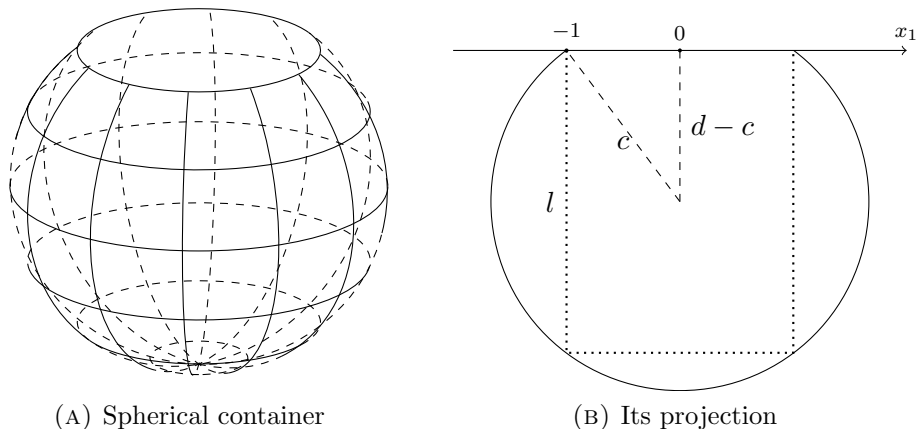 −1
0
x₁
d − c
c
l
(A) Spherical container
(B) Its projection